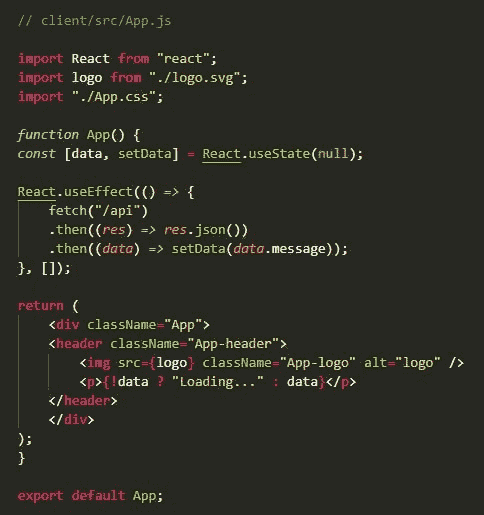 // client/src/App.js
import React from "react";
import logo from "./logo.svg";
import "./App.css";
function App() {
const [data, setData] = React.useState(null);
React.useEffect(() => {
fetch("/api")
.then((res) => res.json())
.then((data) => setData(data.message));
}, []);
return (
<div className="App">
<header className="App-header">
<img src={logo} className="App-logo" alt="logo" />
<p>{!data ? "Loading..." : data}</p>
</header>
</div>
);
}
export default App;